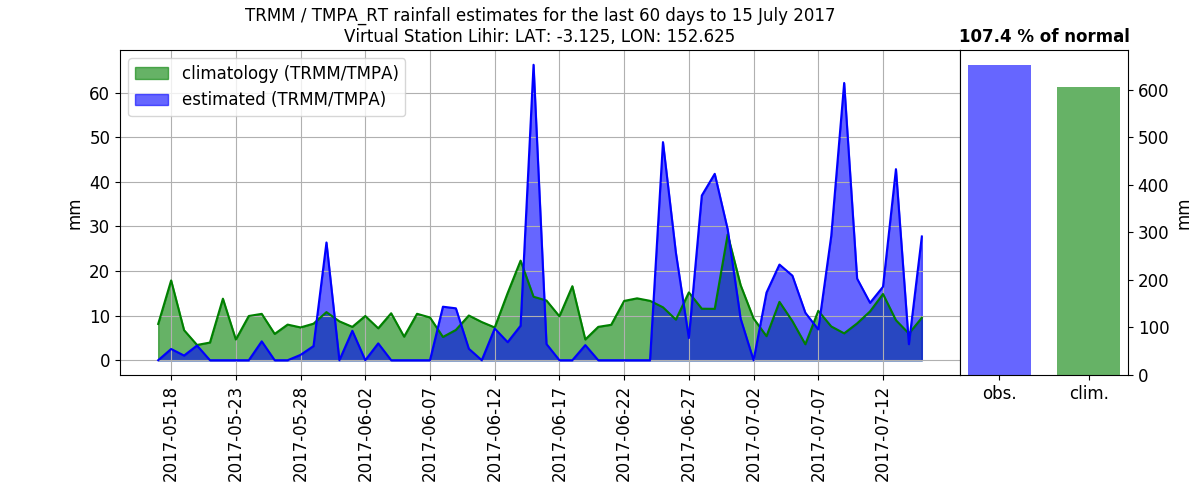 TRMM / TMPA_RT rainfall estimates for the last 60 days to 15 July 2017
Virtual Station Lihir: LAT: -3.125, LON: 152.625
107.4 % of normal
climatology (TRMM/TMPA)
estimated (TRMM/TMPA)
mm
60
50
40
30
20
10
0
2017-05-18
2017-05-23
2017-05-28
2017-06-02
2017-06-07
2017-06-12
2017-06-17
2017-06-22
2017-06-27
2017-07-02
2017-07-07
2017-07-12
600
500
400
300
200
100
0
mm
obs.
clim.